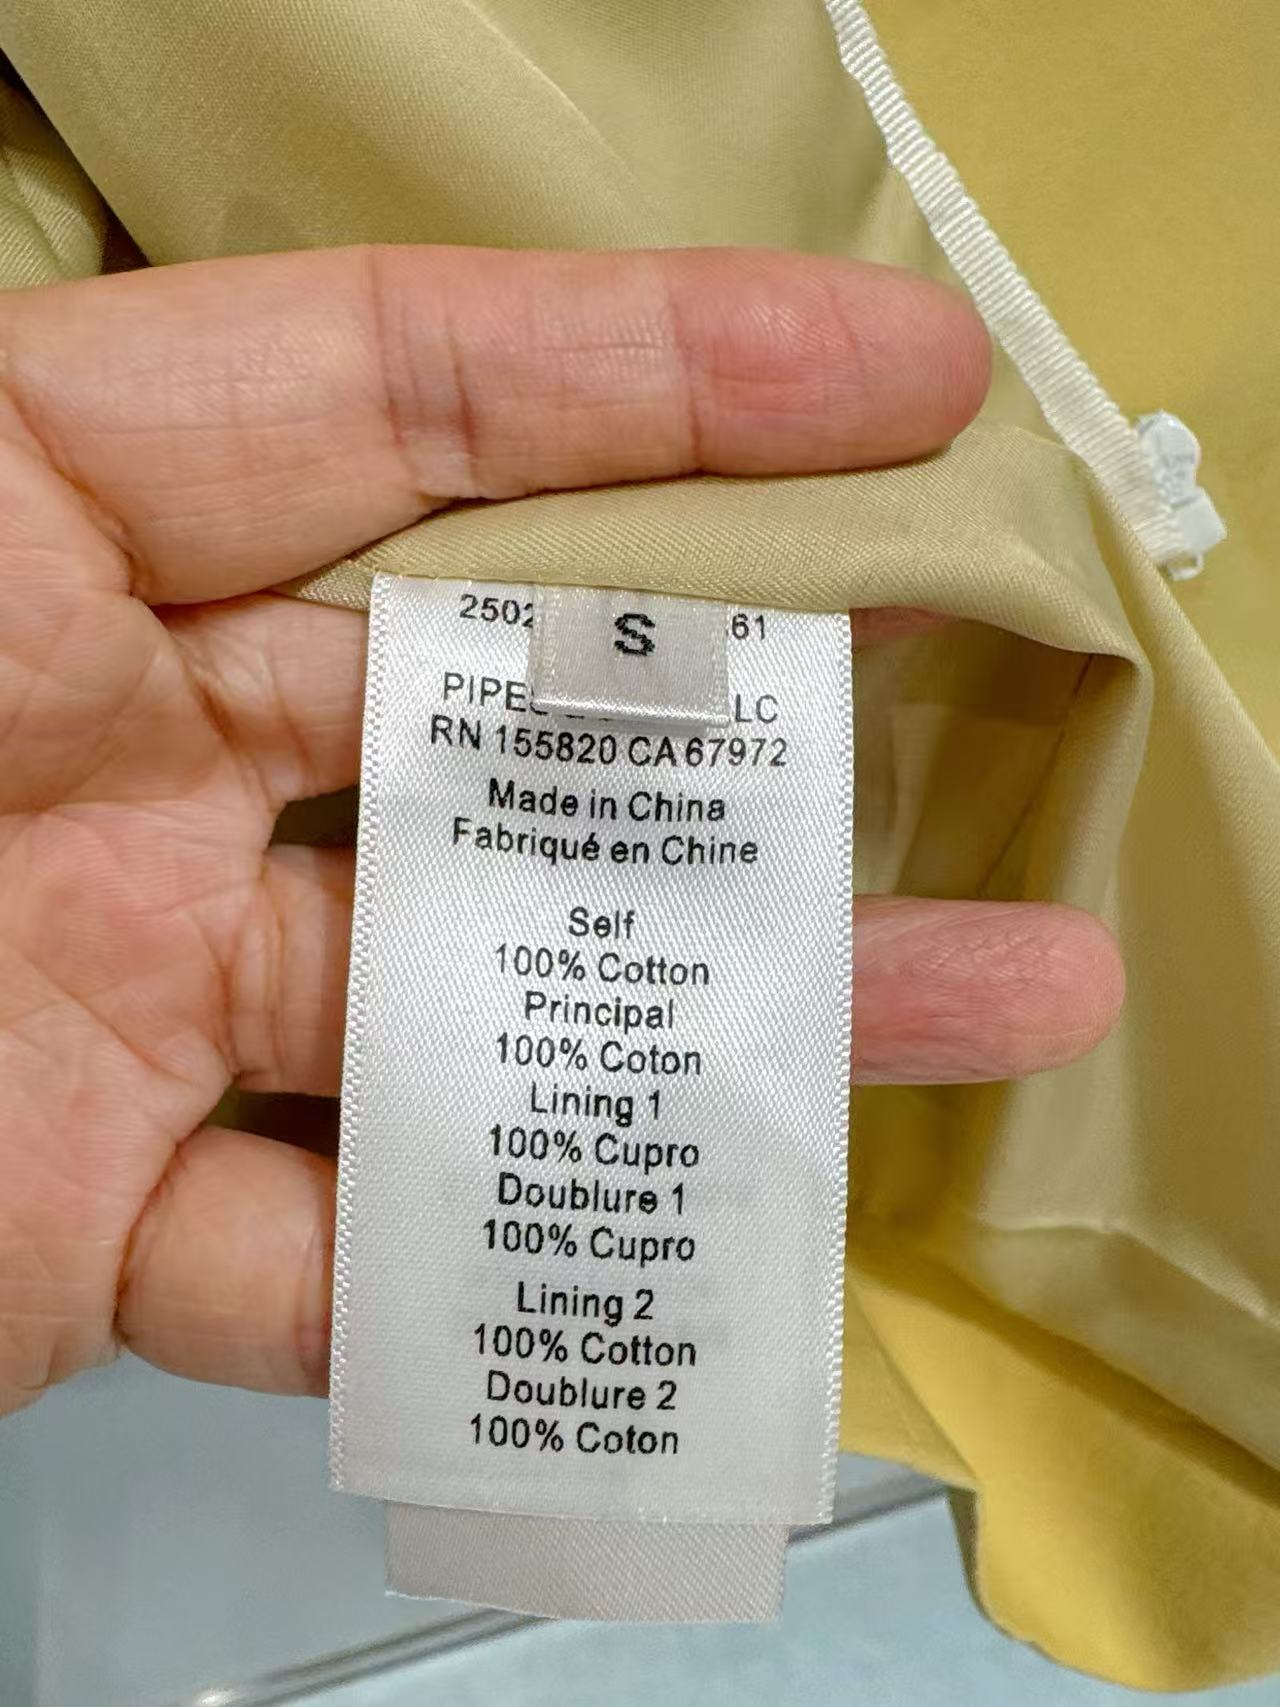 2502
61
S
PIPE
LC
RN 155820 CA 67972
Made in China
Fabriqué en Chine
Self
100% Cotton
Principal
100% Coton
Lining 1
100% Cupro
Doublure 1
100% Cupro
Lining 2
100% Cotton
Doublure 2
100% Coton